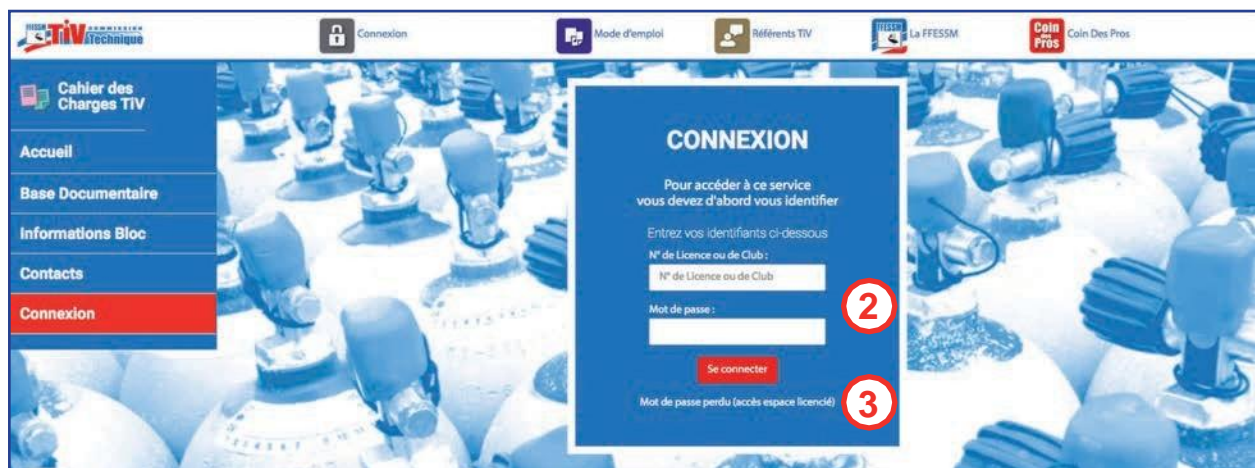 FFESSM TiV COMMISSION Technique
Connexion
Mode d'emploi
Référents TIV
FFESSM
La FFESSM
Coin des Pros
Coin Des Pros
Cahier des
Charges TIV
Accueil
Base Documentaire
Informations Bloc
Contacts
Connexion
CONNEXION
Pour accéder à ce service
vous devez d'abord vous identifier
Entrez vos identifiants ci-dessous
N° de Licence ou de Club :
N° de Licence ou de Club
2
Mot de passe :
Se connecter
Mot de passe perdu (accès espace licencié)
3